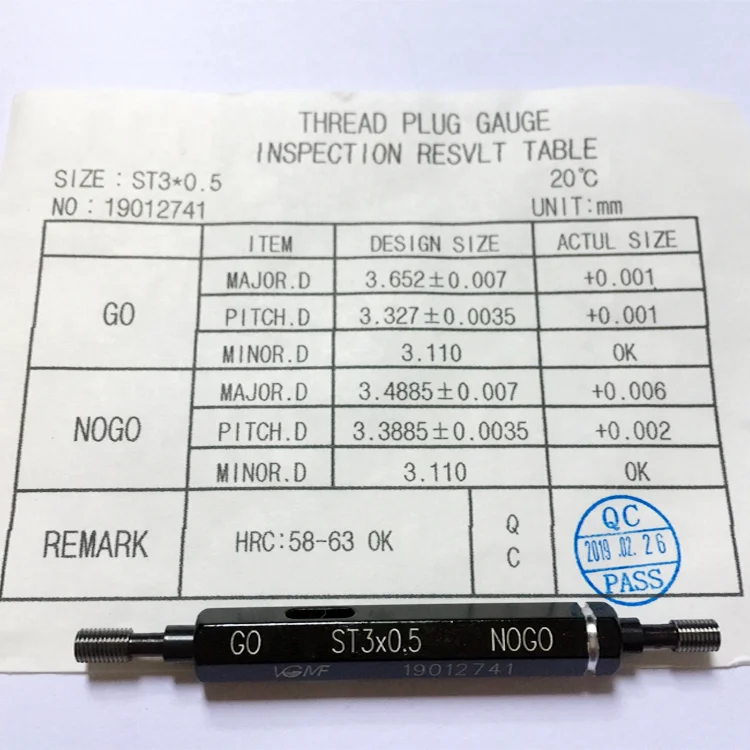 THREAD PLUG GAUGE
INSPECTION RESVLT TABLE
SIZE : ST3*0.5 20℃
NO : 19012741 UNIT:mm
ITEM DESIGN SIZE ACTUL SIZE
GO
MAJOR.D 3.652±0.007 +0.001
PITCH.D 3.327±0.0035 +0.001
MINOR.D 3.110 OK
NOGO
MAJOR.D 3.4885±0.007 +0.006
PITCH.D 3.3885±0.0035 +0.002
MINOR.D 3.110 OK
REMARK HRC:58-63 OK
Q
C
QC
2019.02.26
PASS
GO ST3x0.5 NOGO
VGMF 19012741